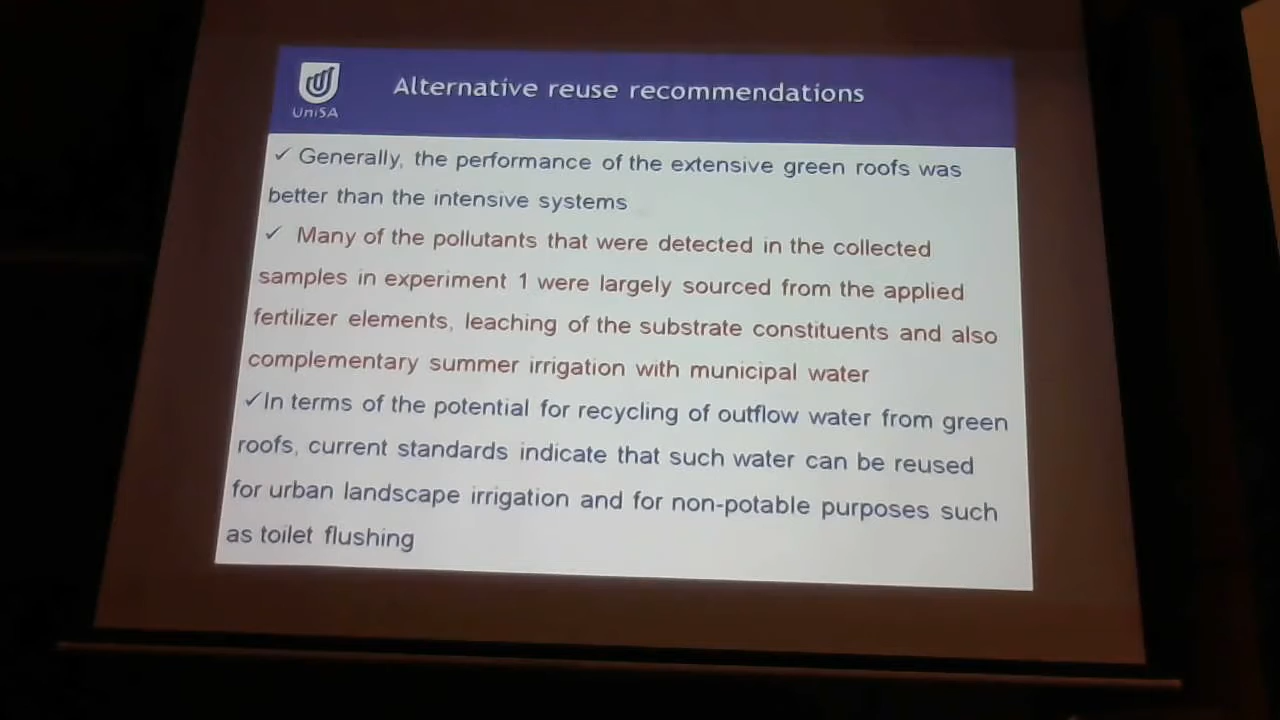 UniSA
Alternative reuse recommendations
✓ Generally, the performance of the extensive green roofs was
better than the intensive systems
✓ Many of the pollutants that were detected in the collected
samples in experiment 1 were largely sourced from the applied
fertilizer elements, leaching of the substrate constituents and also
complementary summer irrigation with municipal water
✓In terms of the potential for recycling of outflow water from green
roofs, current standards indicate that such water can be reused
for urban landscape irrigation and for non-potable purposes such
as toilet flushing